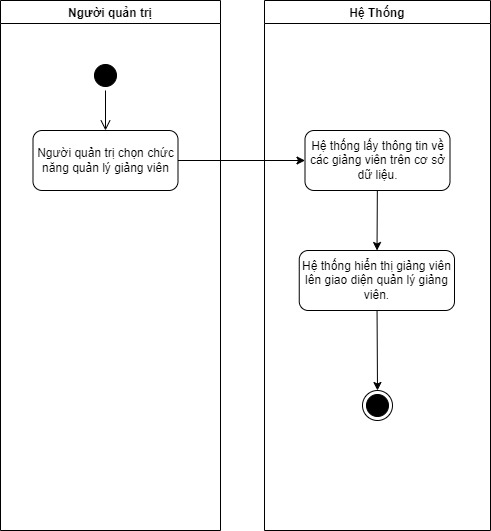 Người quản trị
Hệ Thống
Người quản trị chọn chức
năng quản lý giảng viên
Hệ thống lấy thông tin về
các giảng viên trên cơ sở
dữ liệu.
Hệ thống hiển thị giảng viên
lên giao diện quản lý giảng
viên.